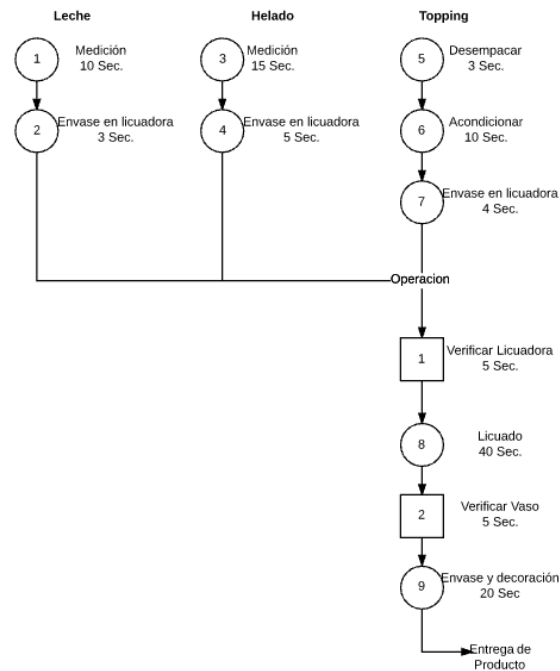 Leche
Helado
Topping
1
Medición
10 Sec.
3
Medición
15 Sec.
5
Desempacar
3 Sec.
2
Envase en licuadora
3 Sec.
4
Envase en licuadora
5 Sec.
6
Acondicionar
10 Sec.
7
Envase en licuadora
4 Sec.
Operacion
1
Verificar Licuadora
5 Sec.
8
Licuado
40 Sec.
2
Verificar Vaso
5 Sec.
9
Envase y decoración
20 Sec
Entrega de
Producto